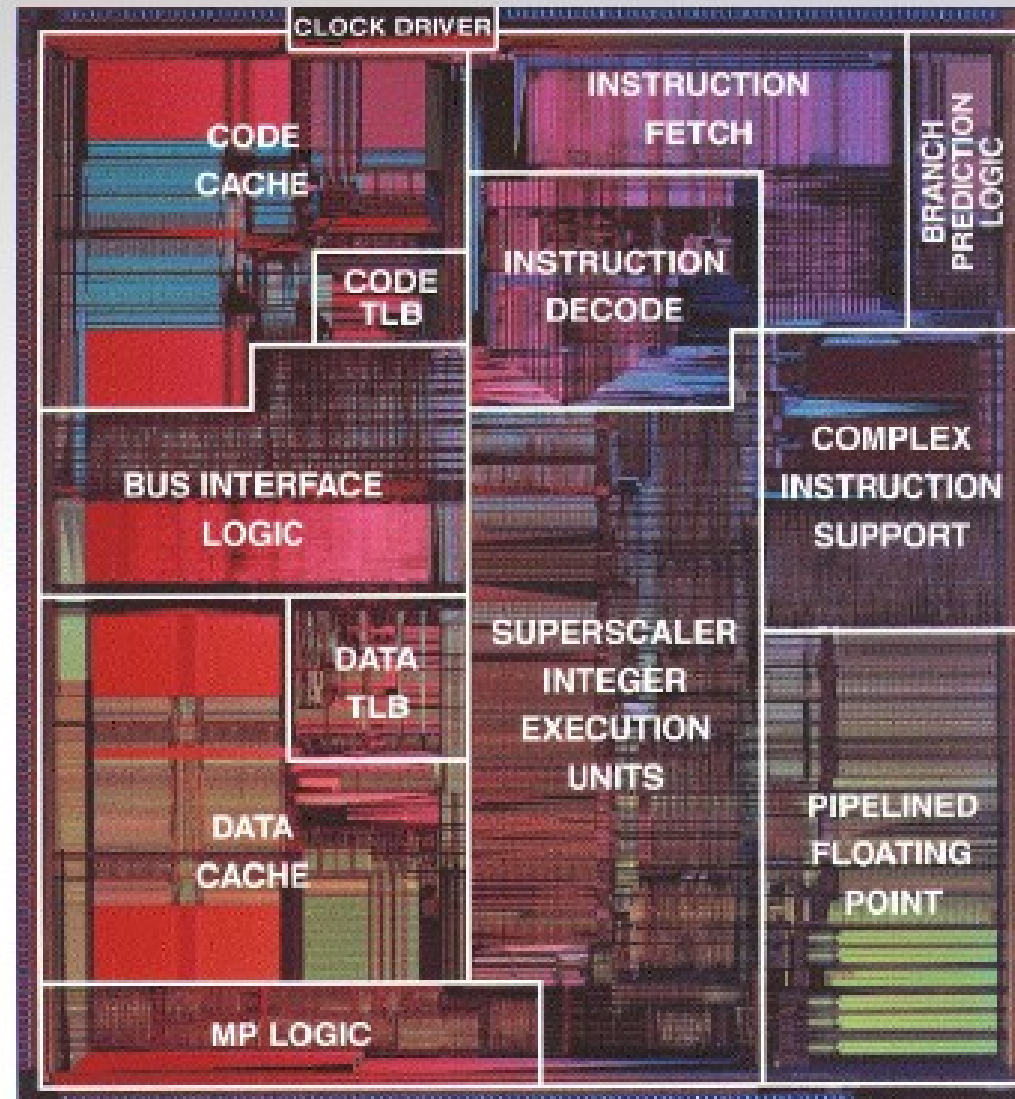 CLOCK DRIVER
CODE
CACHE
INSTRUCTION
FETCH
BRANCH
PREDICTION
LOGIC
CODE
TLB
INSTRUCTION
DECODE
BUS INTERFACE
LOGIC
COMPLEX
INSTRUCTION
SUPPORT
DATA
TLB
SUPERSCALER
INTEGER
EXECUTION
UNITS
DATA
CACHE
PIPELINED
FLOATING
POINT
MP LOGIC